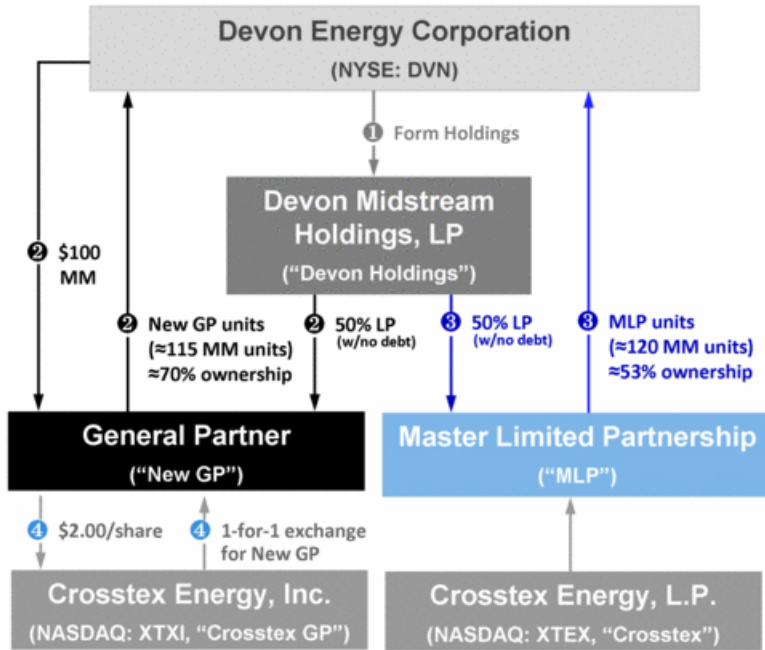 Devon Energy Corporation
(NYSE: DVN)
1 Form Holdings
Devon Midstream
Holdings, LP
(“Devon Holdings”)
2 $100
MM
2 New GP units
(≈115 MM units)
≈70% ownership
2 50% LP
(w/no debt)
3 50% LP
(w/no debt)
3 MLP units
(≈120 MM units)
≈53% ownership
General Partner
(“New GP”)
Master Limited Partnership
(“MLP”)
4 $2.00/share
4 1-for-1 exchange
for New GP
Crosstex Energy, Inc.
(NASDAQ: XTXI, “Crosstex GP”)
Crosstex Energy, L.P.
(NASDAQ: XTEX, “Crosstex”)